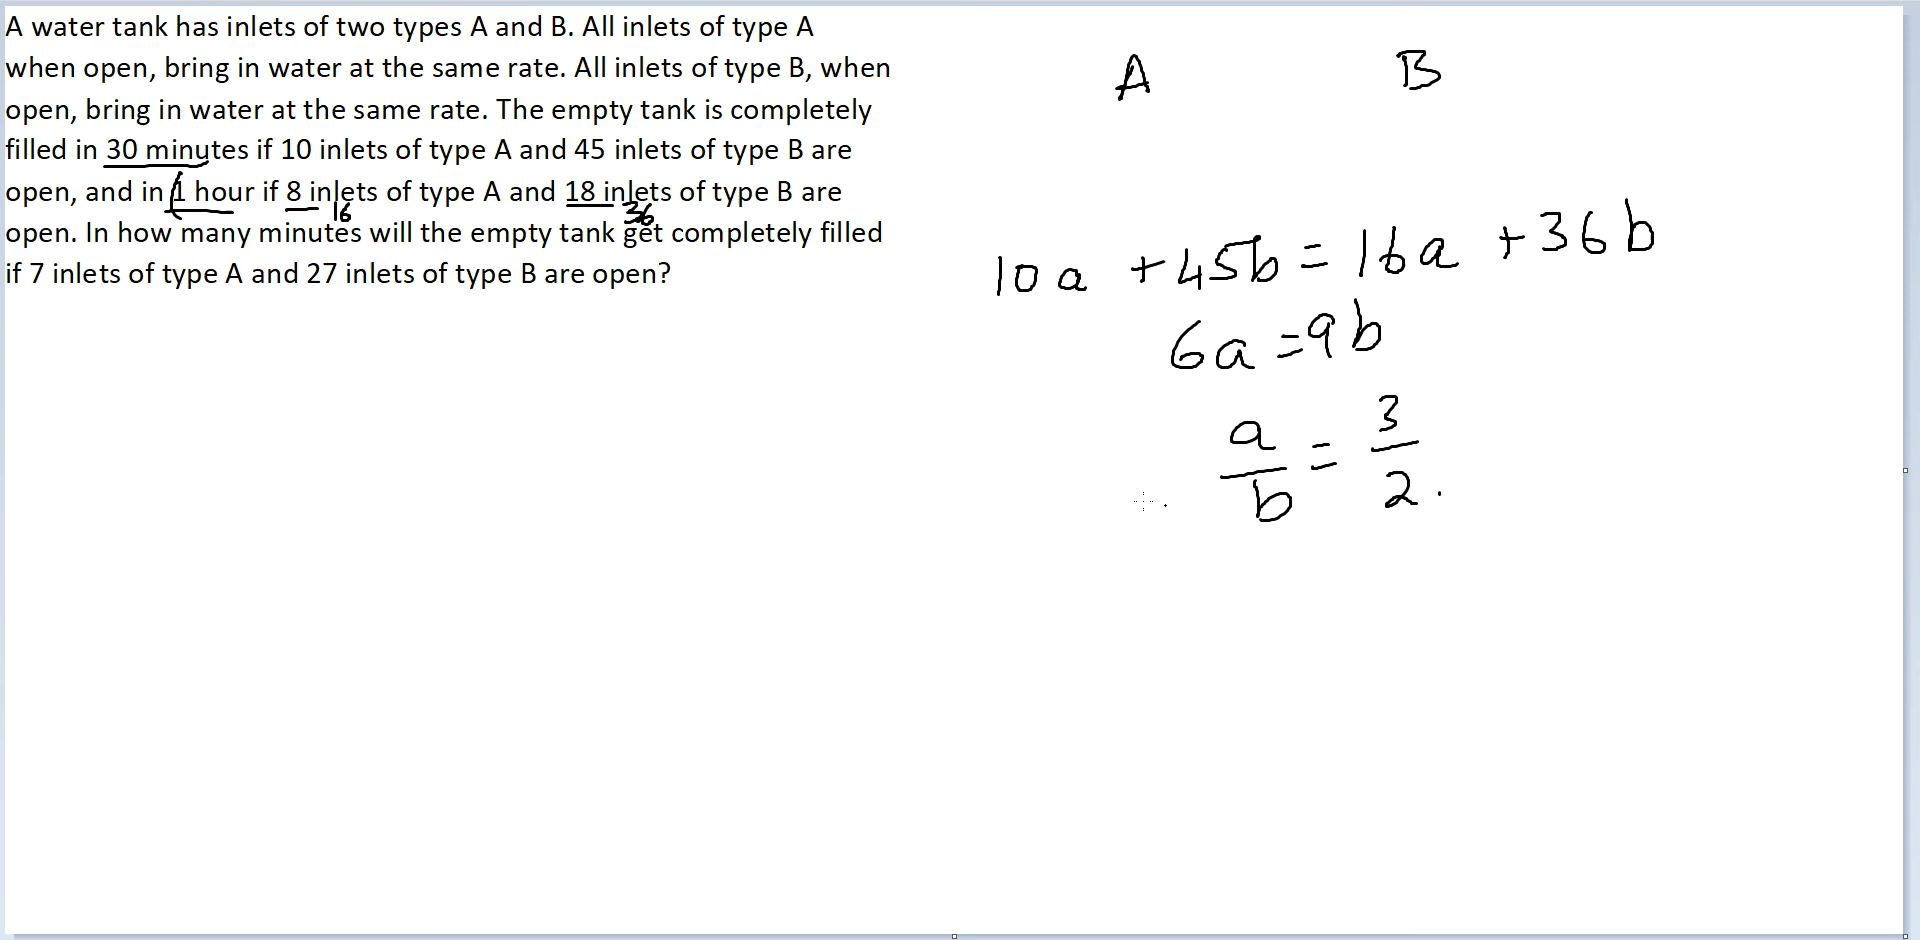 A water tank has inlets of two types A and B. All inlets of type A
when open, bring in water at the same rate. All inlets of type B, when
open, bring in water at the same rate. The empty tank is completely
filled in 30 minutes if 10 inlets of type A and 45 inlets of type B are
open, and in 1 hour if 8 inlets of type A and 18 inlets of type B are
16 36
open. In how many minutes will the empty tank get completely filled
if 7 inlets of type A and 27 inlets of type B are open?
A B
10a + 45b = 16a + 36b
6a = 9b
a/b = 3/2.